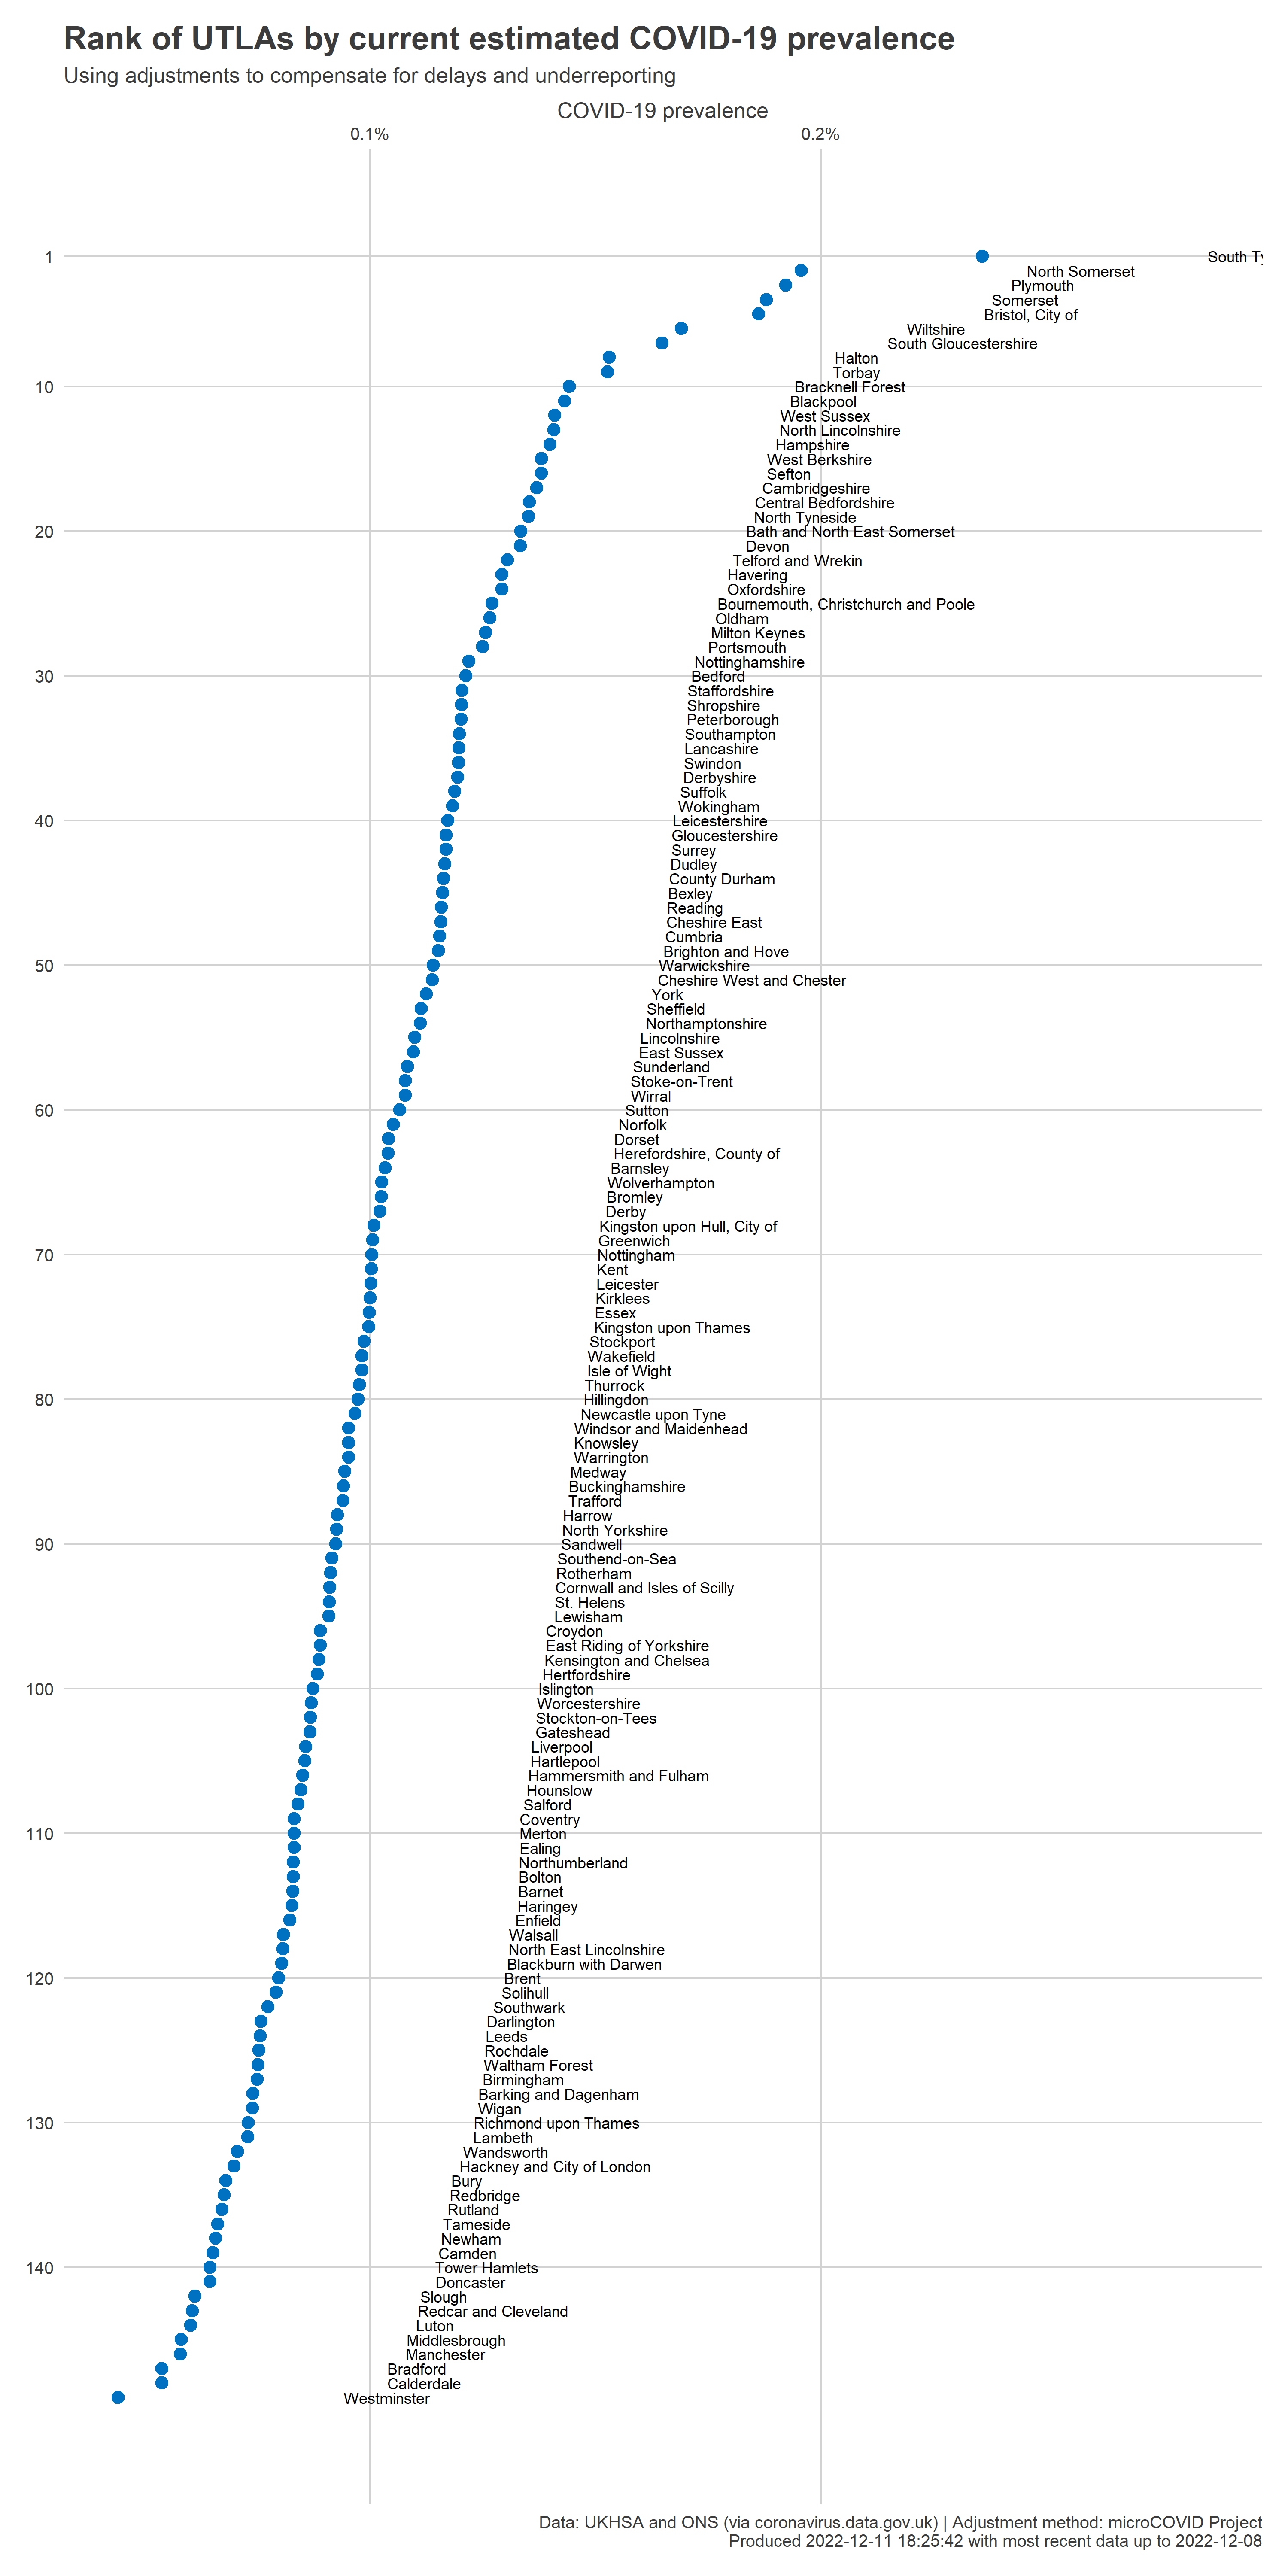 Rank of UTLAs by current estimated COVID-19 prevalence
Using adjustments to compensate for delays and underreporting
COVID-19 prevalence
0.1% 0.2%
1 South Ty
North Somerset
Plymouth
Somerset
Bristol, City of
Wiltshire
South Gloucestershire
Halton
Torbay
10 Bracknell Forest
Blackpool
West Sussex
North Lincolnshire
Hampshire
West Berkshire
Sefton
Cambridgeshire
Central Bedfordshire
North Tyneside
20 Bath and North East Somerset
Devon
Telford and Wrekin
Havering
Oxfordshire
Bournemouth, Christchurch and Poole
Oldham
Milton Keynes
Portsmouth
Nottinghamshire
30 Bedford
Staffordshire
Shropshire
Peterborough
Southampton
Lancashire
Swindon
Derbyshire
Suffolk
Wokingham
40 Leicestershire
Gloucestershire
Surrey
Dudley
County Durham
Bexley
Reading
Cheshire East
Cumbria
Brighton and Hove
50 Warwickshire
Cheshire West and Chester
York
Sheffield
Northamptonshire
Lincolnshire
East Sussex
Sunderland
Stoke-on-Trent
Wirral
60 Sutton
Norfolk
Dorset
Herefordshire, County of
Barnsley
Wolverhampton
Bromley
Derby
Kingston upon Hull, City of
Greenwich
70 Nottingham
Kent
Leicester
Kirklees
Essex
Kingston upon Thames
Stockport
Wakefield
Isle of Wight
Thurrock
80 Hillingdon
Newcastle upon Tyne
Windsor and Maidenhead
Knowsley
Warrington
Medway
Buckinghamshire
Trafford
Harrow
North Yorkshire
90 Sandwell
Southend-on-Sea
Rotherham
Cornwall and Isles of Scilly
St. Helens
Lewisham
Croydon
East Riding of Yorkshire
Kensington and Chelsea
Hertfordshire
100 Islington
Worcestershire
Stockton-on-Tees
Gateshead
Liverpool
Hartlepool
Hammersmith and Fulham
Hounslow
Salford
Coventry
110 Merton
Ealing
Northumberland
Bolton
Barnet
Haringey
Enfield
Walsall
North East Lincolnshire
Blackburn with Darwen
120 Brent
Solihull
Southwark
Darlington
Leeds
Rochdale
Waltham Forest
Birmingham
Barking and Dagenham
Wigan
130 Richmond upon Thames
Lambeth
Wandsworth
Hackney and City of London
Bury
Redbridge
Rutland
Tameside
Newham
Camden
140 Tower Hamlets
Doncaster
Slough
Redcar and Cleveland
Luton
Middlesbrough
Manchester
Bradford
Calderdale
Westminster
Data: UKHSA and ONS (via coronavirus.data.gov.uk) | Adjustment method: microCOVID Project
Produced 2022-12-11 18:25:42 with most recent data up to 2022-12-08